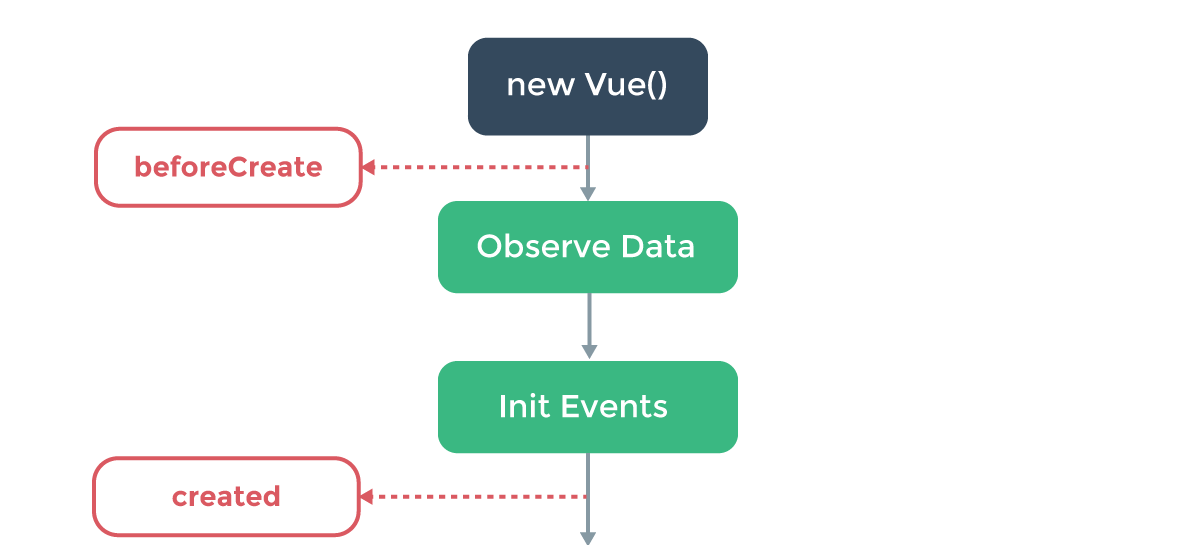 new Vue()
beforeCreate
Observe Data
Init Events
created